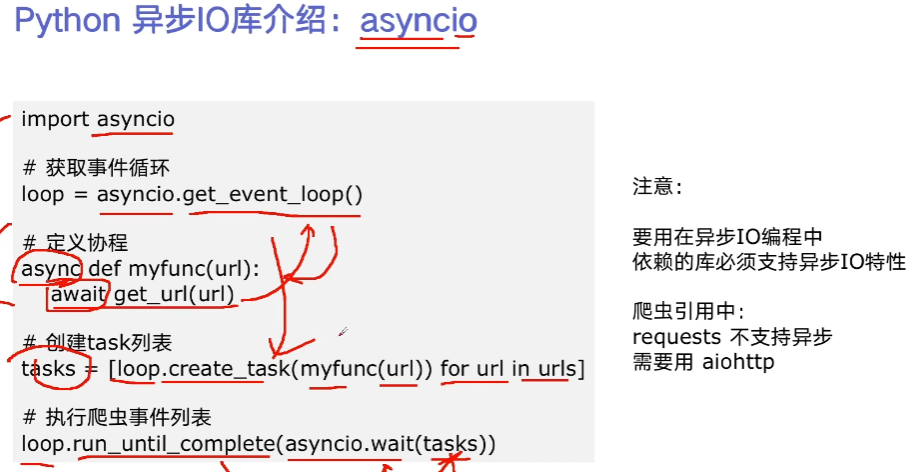 Python 异步IO库介绍：asyncio
import asyncio
# 获取事件循环
loop = asyncio.get_event_loop()
# 定义协程
async def myfunc(url):
await get_url(url)
# 创建task列表
tasks = [loop.create_task(myfunc(url)) for url in urls]
# 执行爬虫事件列表
loop.run_until_complete(asyncio.wait(tasks))
注意：
要用在异步IO编程中
依赖的库必须支持异步IO特性
爬虫引用中：
requests 不支持异步
需要用 aiohttp